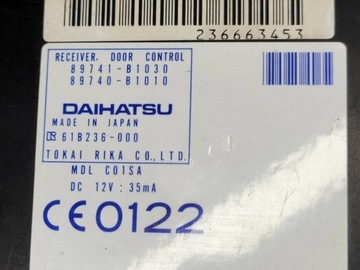 236663453
RECEIVER, DOOR CONTROL
89741-B1030
89740-B1010
DAIHATSU
MADE IN JAPAN
61B236-000
TOKAI RIKA CO.,LTD.
MDL C01SA
DC 12V : 35mA
CE0122